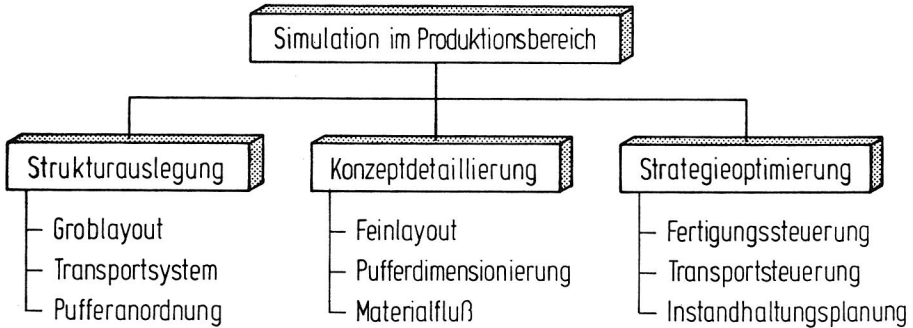 Simulation im Produktionsbereich
Strukturauslegung
Groblayout
Transportsystem
Pufferanordnung
Konzeptdetaillierung
Feinlayout
Pufferdimensionierung
Materialfluß
Strategieoptimierung
Fertigungssteuerung
Transportsteuerung
Instandhaltungsplanung